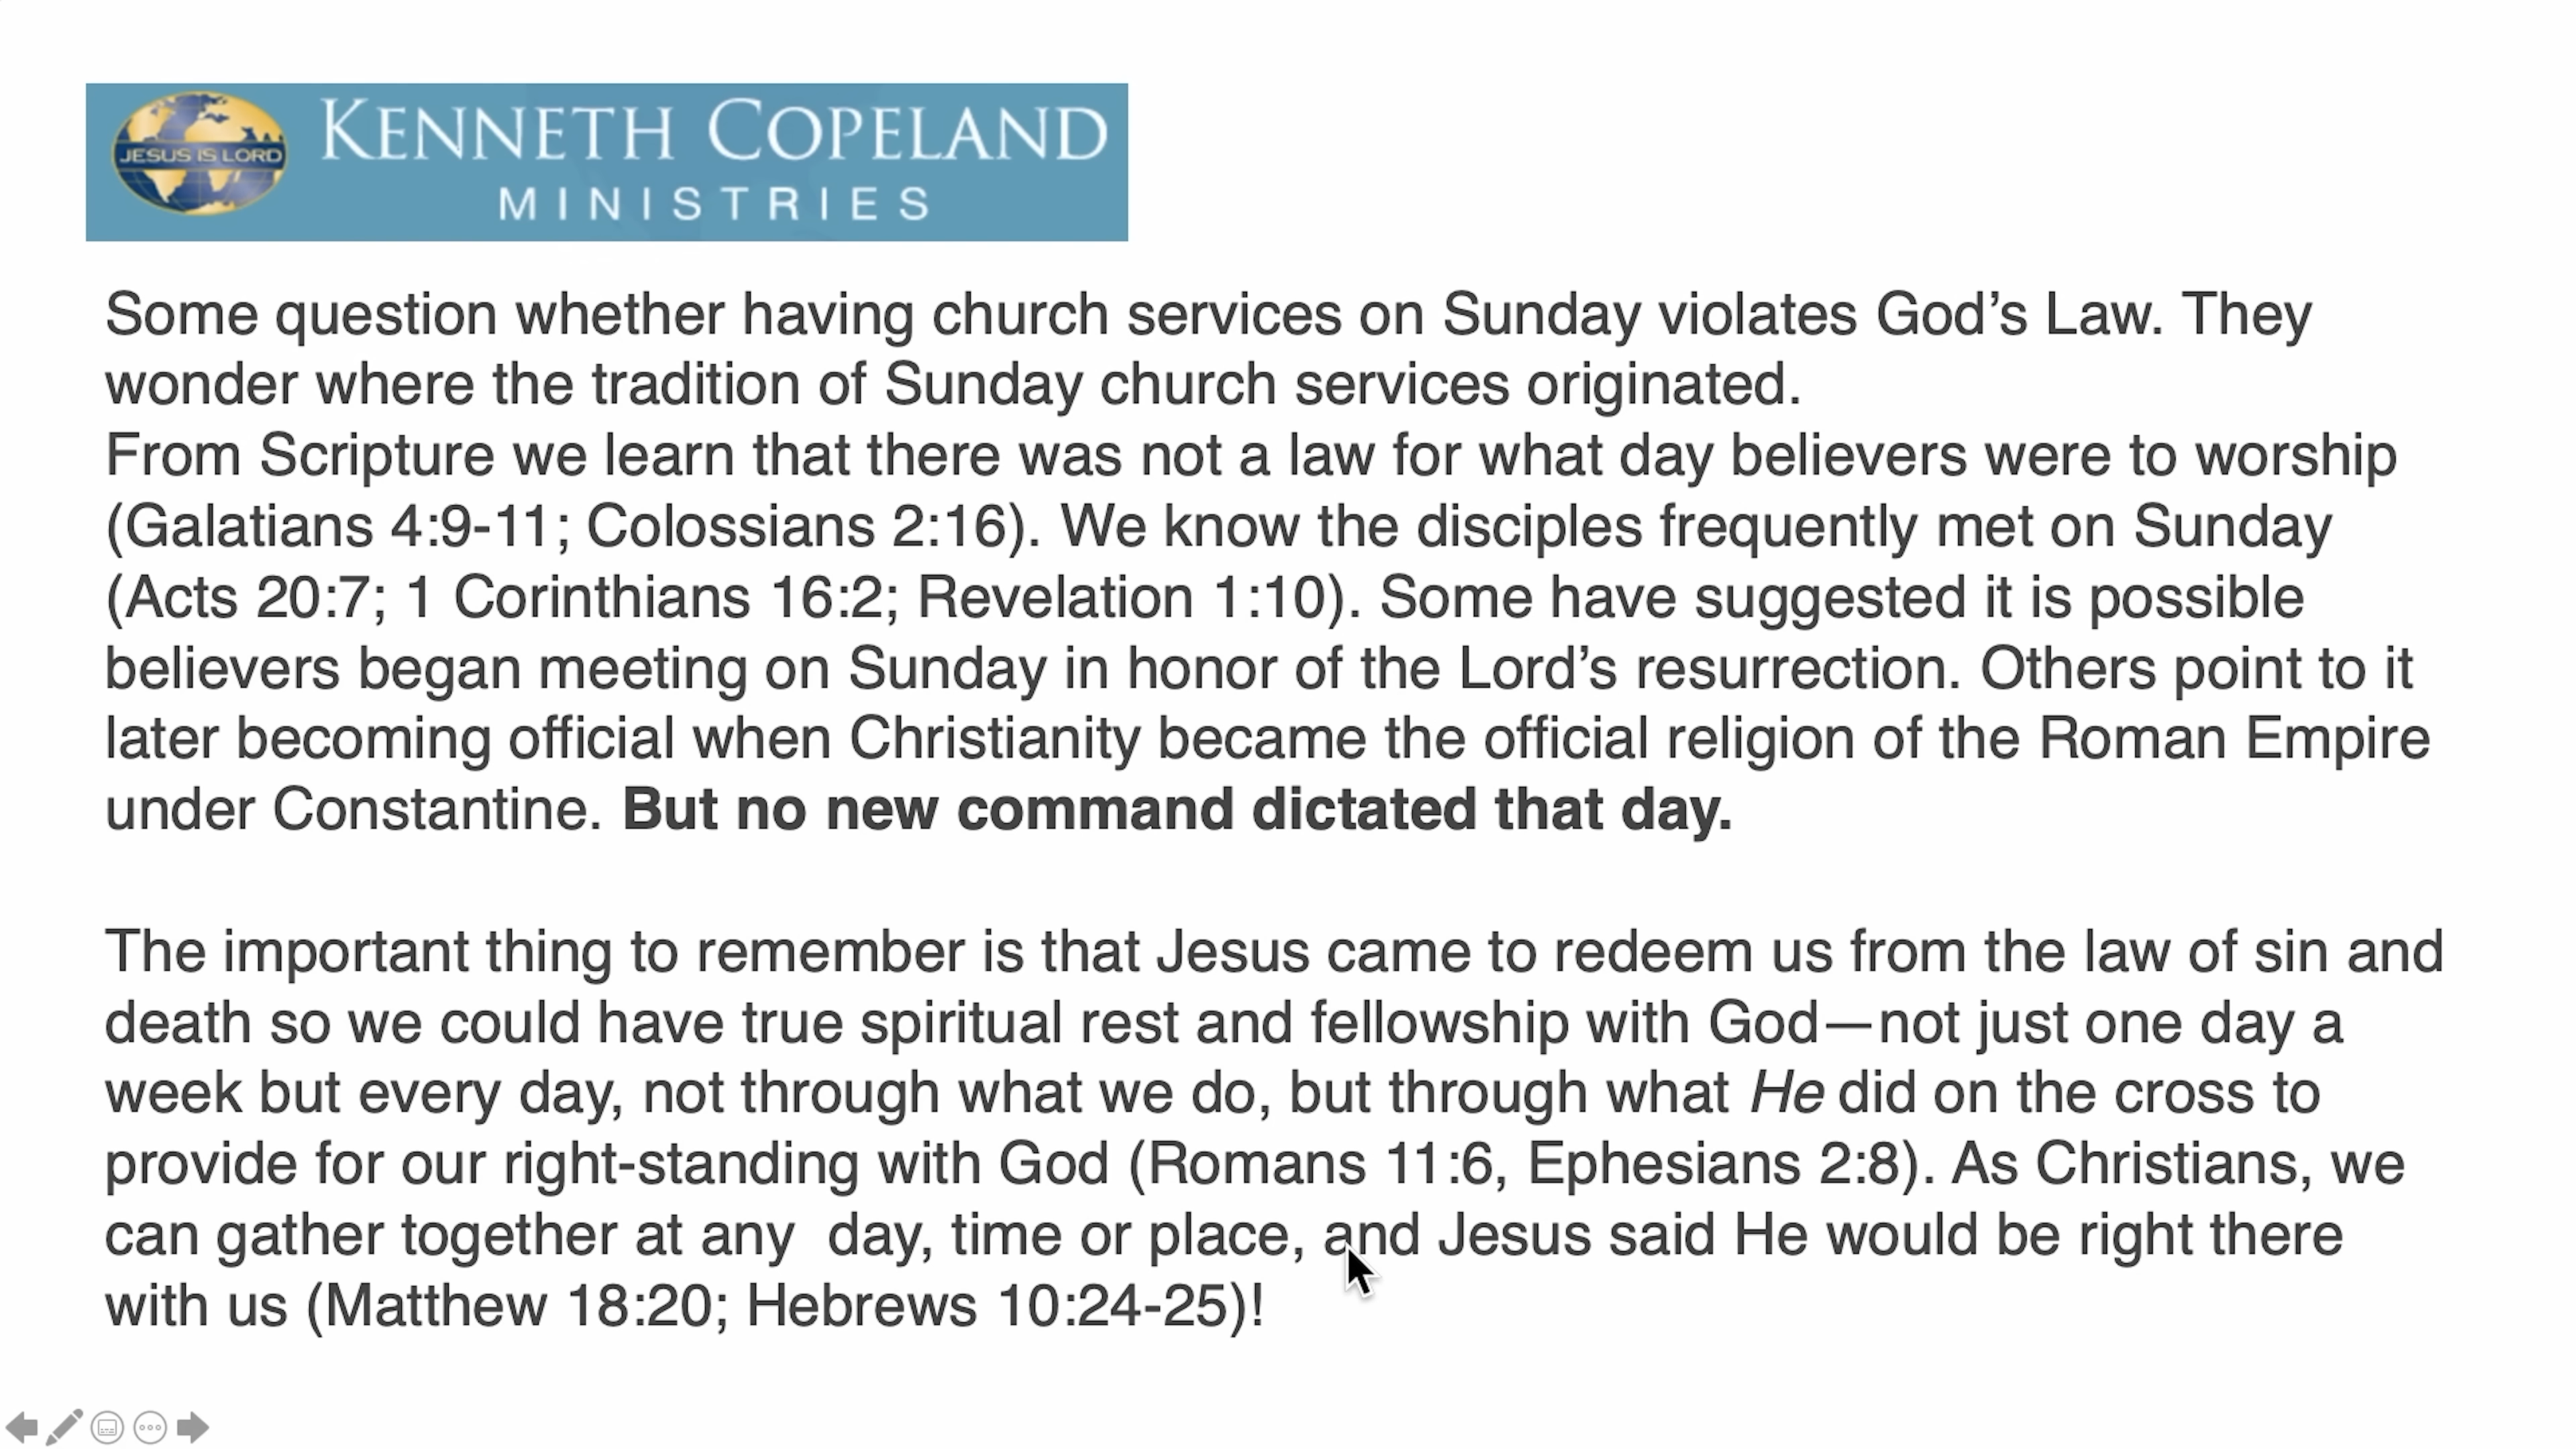 JESUS IS LORD
KENNETH COPELAND
MINISTRIES
Some question whether having church services on Sunday violates God’s Law. They
wonder where the tradition of Sunday church services originated.
From Scripture we learn that there was not a law for what day believers were to worship
(Galatians 4:9-11; Colossians 2:16). We know the disciples frequently met on Sunday
(Acts 20:7; 1 Corinthians 16:2; Revelation 1:10). Some have suggested it is possible
believers began meeting on Sunday in honor of the Lord’s resurrection. Others point to it
later becoming official when Christianity became the official religion of the Roman Empire
under Constantine. But no new command dictated that day.
The important thing to remember is that Jesus came to redeem us from the law of sin and
death so we could have true spiritual rest and fellowship with God—not just one day a
week but every day, not through what we do, but through what He did on the cross to
provide for our right-standing with God (Romans 11:6, Ephesians 2:8). As Christians, we
can gather together at any  day, time or place, and Jesus said He would be right there
with us (Matthew 18:20; Hebrews 10:24-25)!